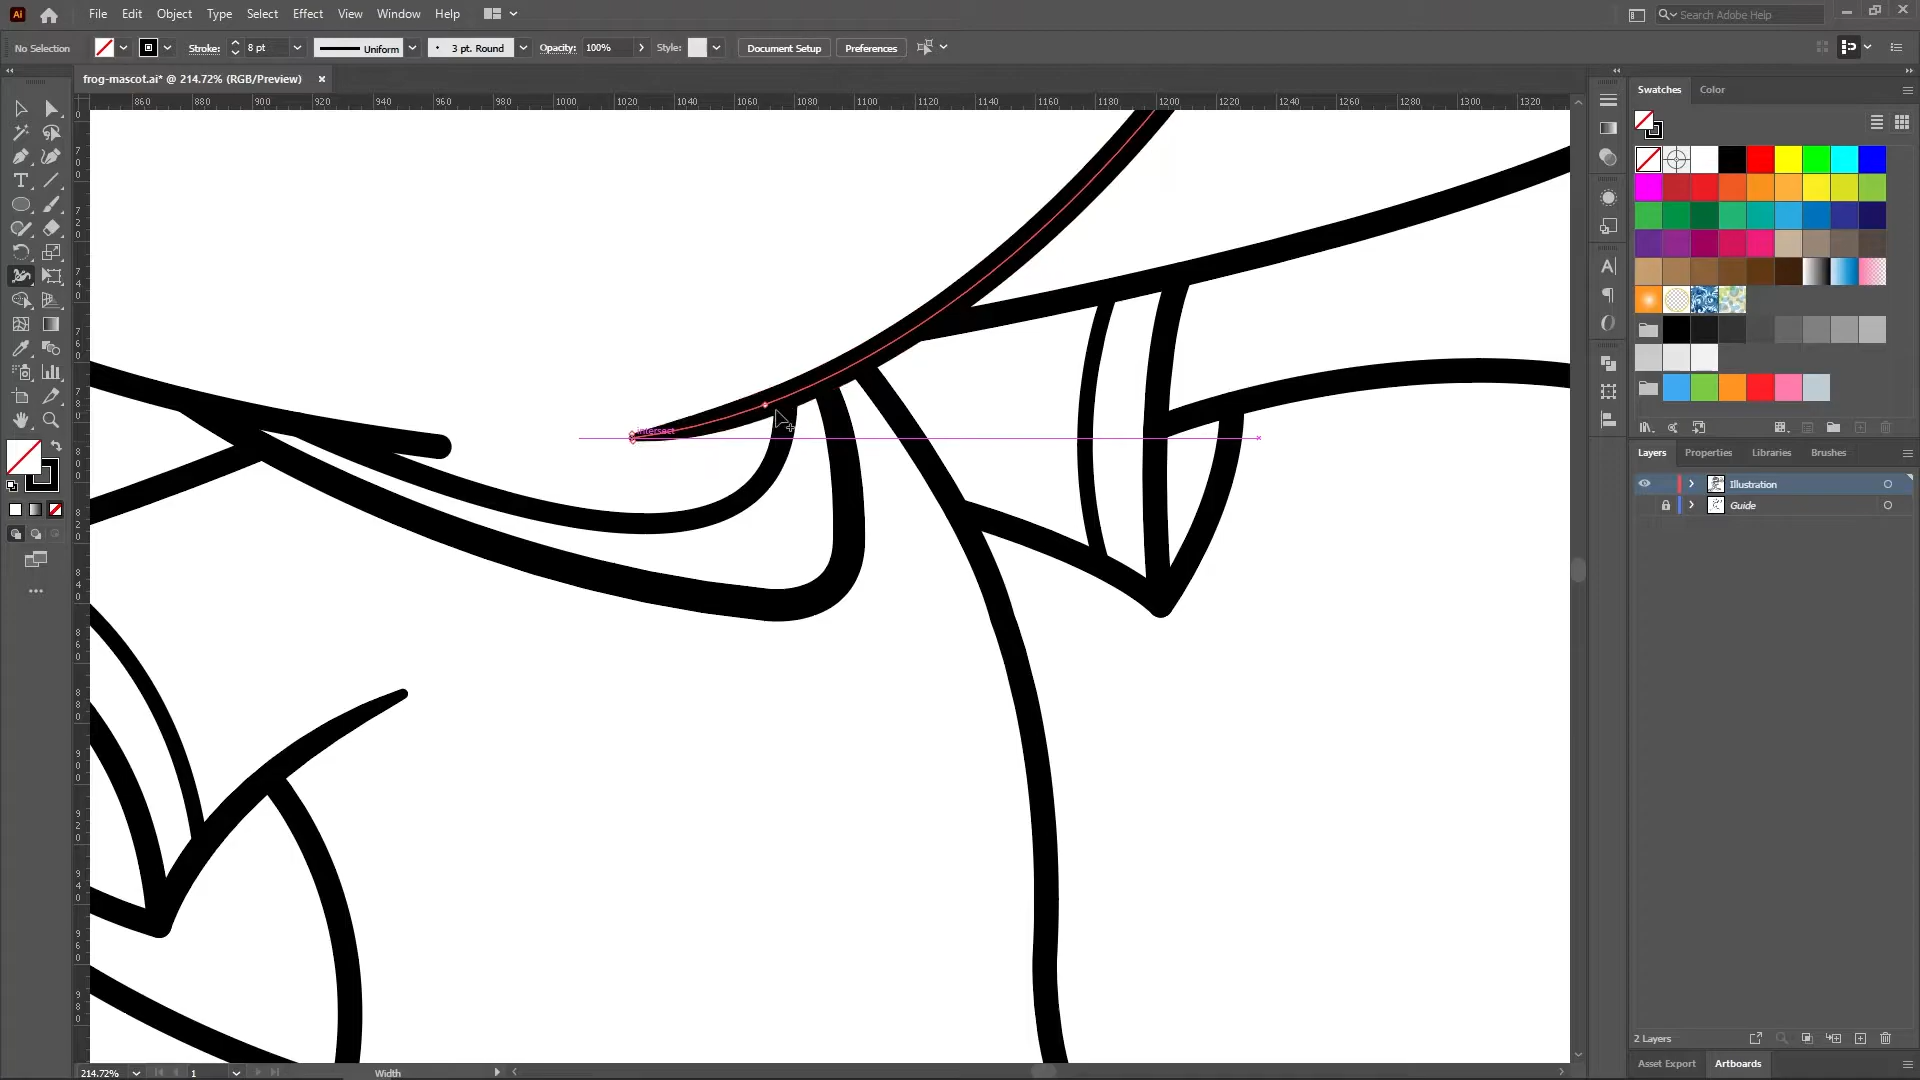 Ai File Edit Object Type Select Effect View Window Help Search Adobe Help
No Selection Stroke: 8 pt Uniform 3 pt. Round Opacity: 100% Style: Document Setup Preferences
frog-mascot.ai* @ 214.72% (RGB/Preview)
860 880 900 920 940 960 980 1000 1020 1040 1060 1080 1100 1120 1140 1160 1180 1200 1220 1240 1260 1280 1300 1320
Swatches Color
intersect
Layers Properties Libraries Brushes
Illustration
Guide
2 Layers
Asset Export Artboards
214.72% 1 Width